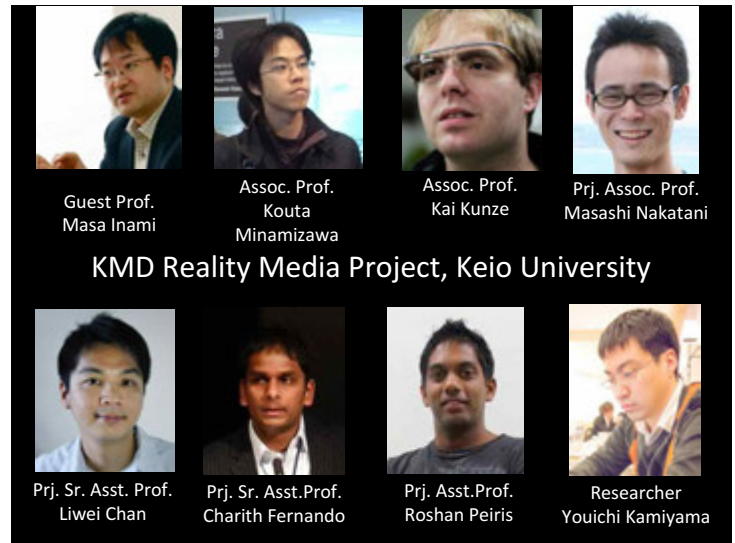 Guest Prof.
Masa Inami
Assoc. Prof.
Kouta
Minamizawa
Assoc. Prof.
Kai Kunze
Prj. Assoc. Prof.
Masashi Nakatani
KMD Reality Media Project, Keio University
Prj. Sr. Asst. Prof.
Liwei Chan
Prj. Sr. Asst.Prof.
Charith Fernando
Prj. Asst.Prof.
Roshan Peiris
Researcher
Youichi Kamiyama